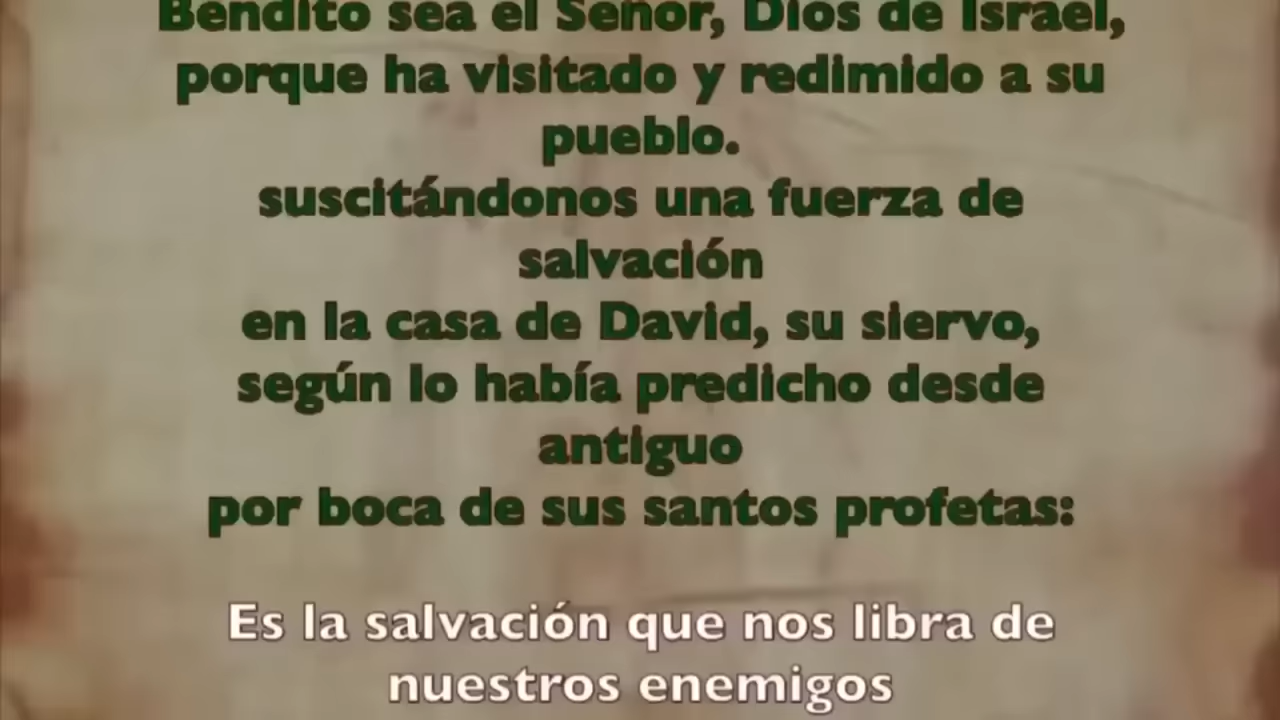 Bendito sea el Señor, Dios de Israel,
porque ha visitado y redimido a su
pueblo.
suscitándonos una fuerza de
salvación
en la casa de David, su siervo,
según lo había predicho desde
antiguo
por boca de sus santos profetas:
Es la salvación que nos libra de
nuestros enemigos